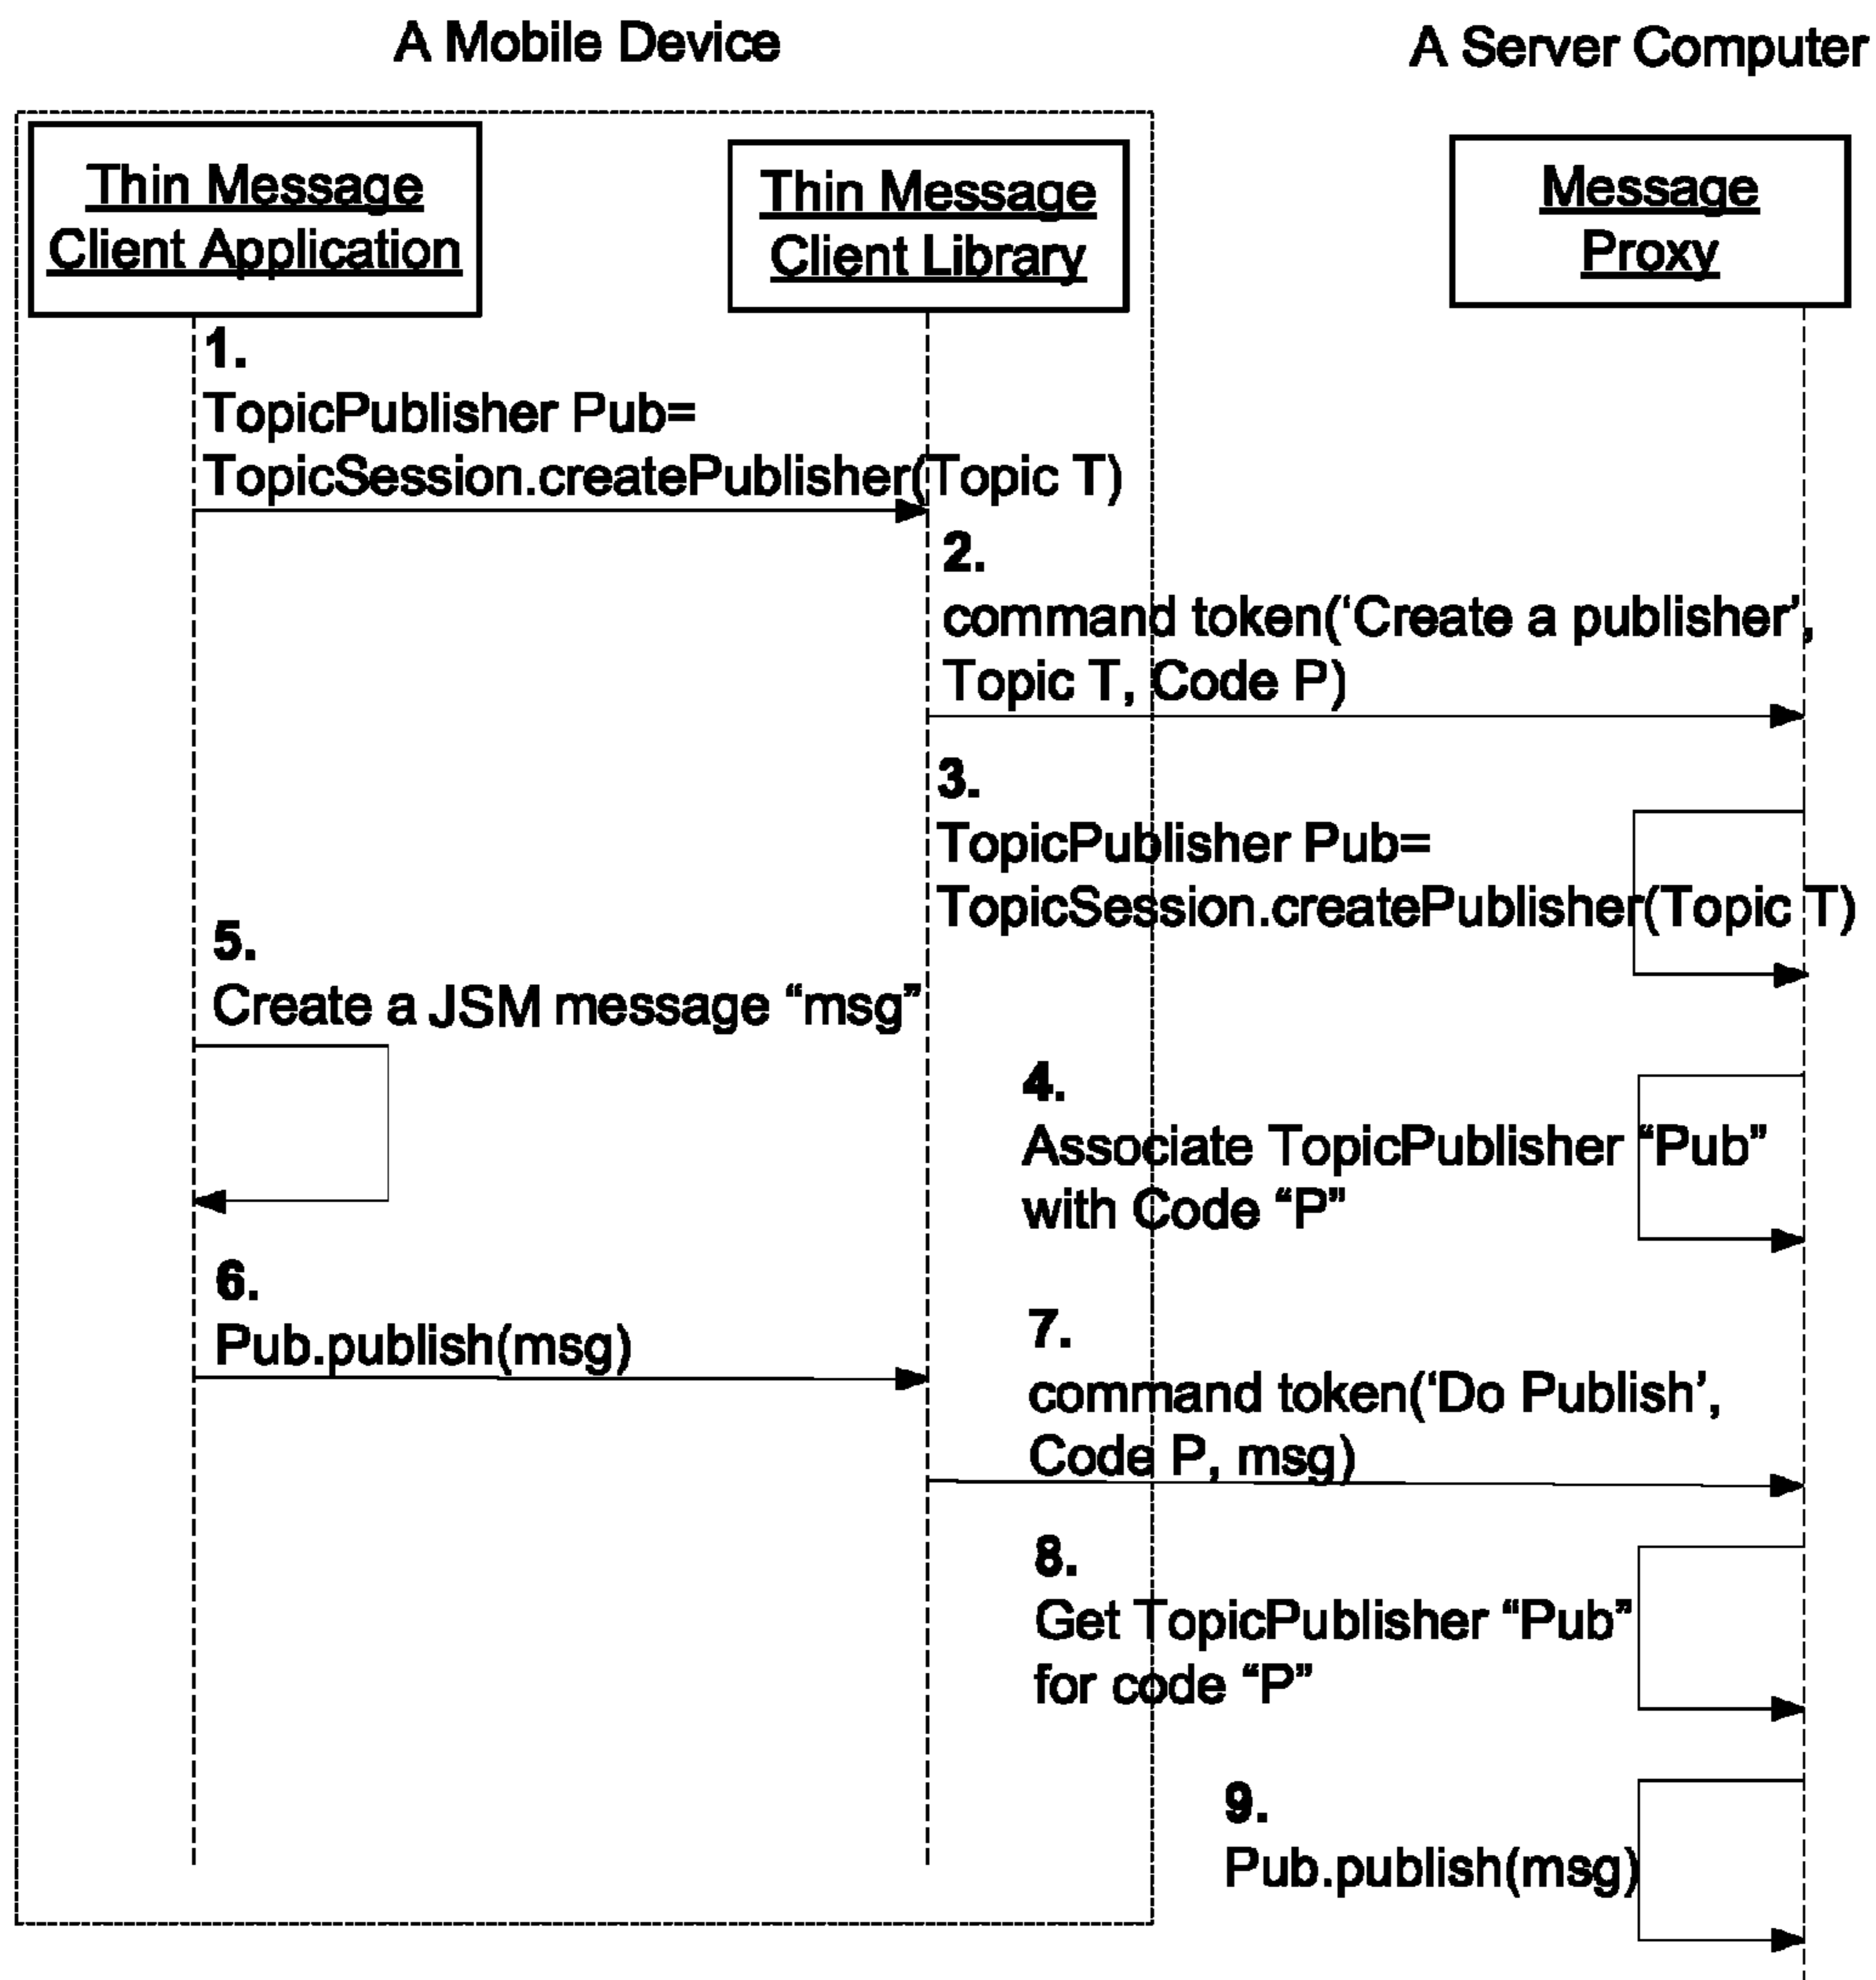 A Mobile Device
A Server Computer
Thin Message
Client Application
Thin Message
Client Library
Message
Proxy
1.
TopicPublisher Pub=
TopicSession.createPublisher(Topic T)
2.
command token(‘Create a publisher’,
Topic T, Code P)
3.
TopicPublisher Pub=
TopicSession.createPublisher(Topic T)
5.
Create a JSM message “msg”
4.
Associate TopicPublisher “Pub”
with Code “P”
6.
Pub.publish(msg)
7.
command token(‘Do Publish’,
Code P, msg)
8.
Get TopicPublisher “Pub”
for code “P”
9.
Pub.publish(msg)